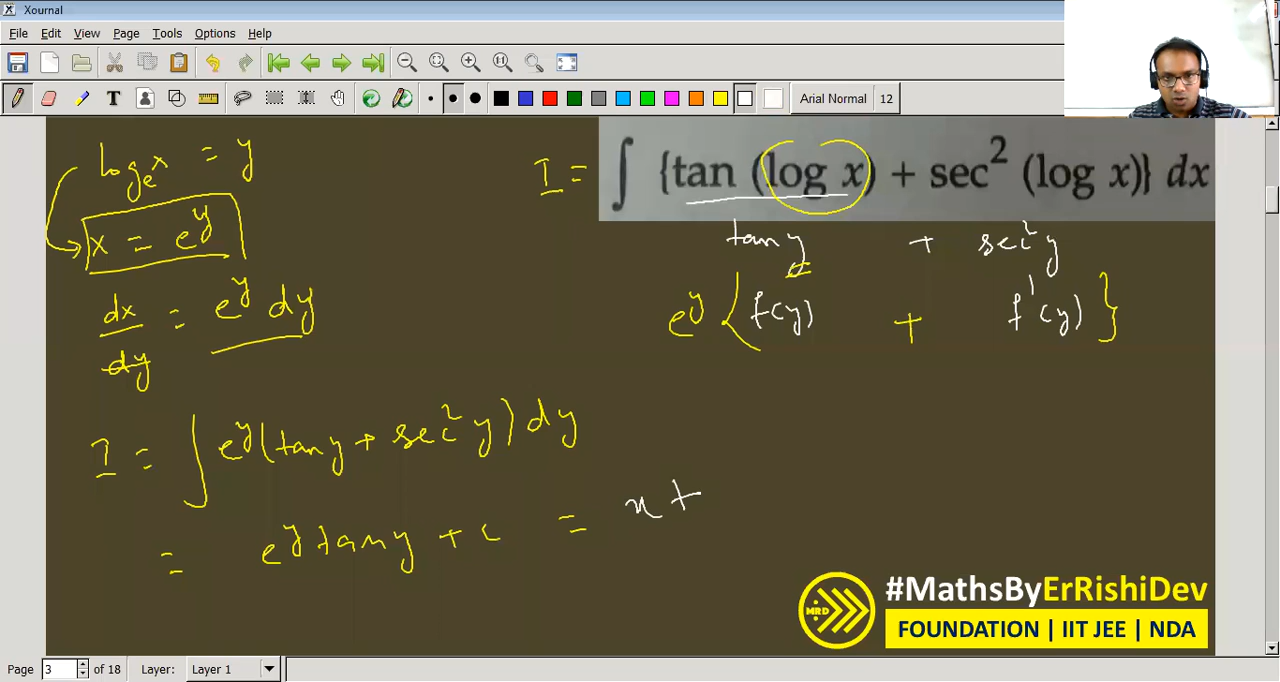 Xournal
File Edit View Page Tools Options Help
Arial Normal 12
log_e x = y
x = e^y
dx/dy = e^y dy
I = ∫ {tan (log x) + sec² (log x)} dx
tan y + sec² y
e^y { f(y) + f'(y) }
I = ∫ e^y (tan y + sec² y) dy
= e^y tan y + c = x t
MRD
#MathsByErRishiDev
FOUNDATION | IIT JEE | NDA
Page 3 of 18 Layer: Layer 1